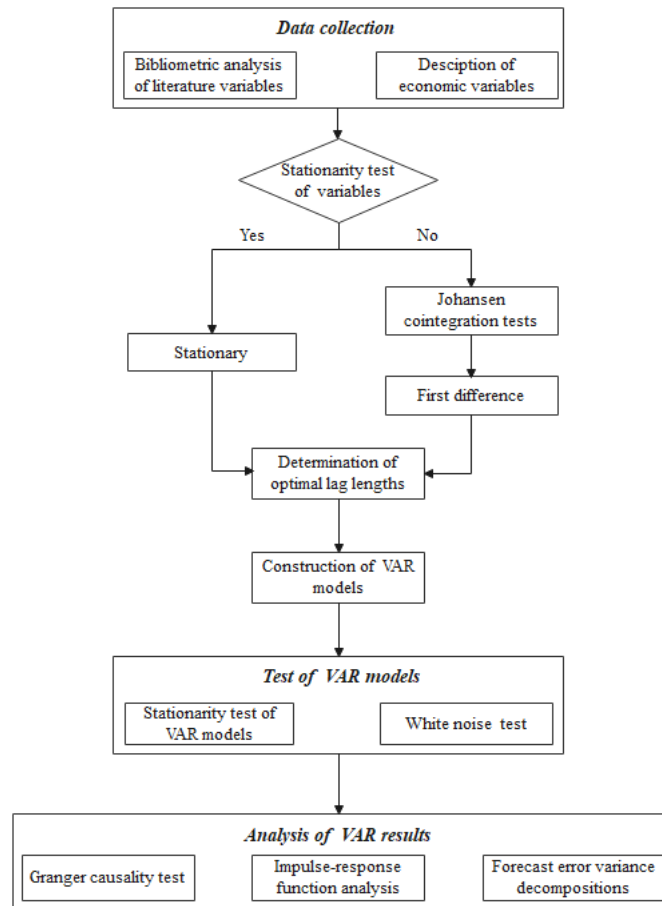 Data collection
Bibliometric analysis
of literature variables
Desciption of
economic variables
Stationarity test
of variables
Yes
No
Johansen
cointegration tests
Stationary
First difference
Determination of
optimal lag lengths
Construction of VAR
models
Test of VAR models
Stationarity test of
VAR models
White noise test
Analysis of VAR results
Granger causality test
Impulse-response
function analysis
Forecast error variance
decompositions